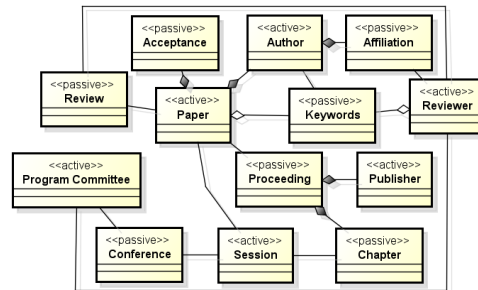 <<passive>>
Acceptance
<<active>>
Author
<<passive>>
Affiliation
<<passive>>
Review
<<active>>
Paper
<<passive>>
Keywords
<<active>>
Reviewer
<<active>>
Program Committee
<<passive>>
Proceeding
<<active>>
Publisher
<<passive>>
Conference
<<active>>
Session
<<passive>>
Chapter